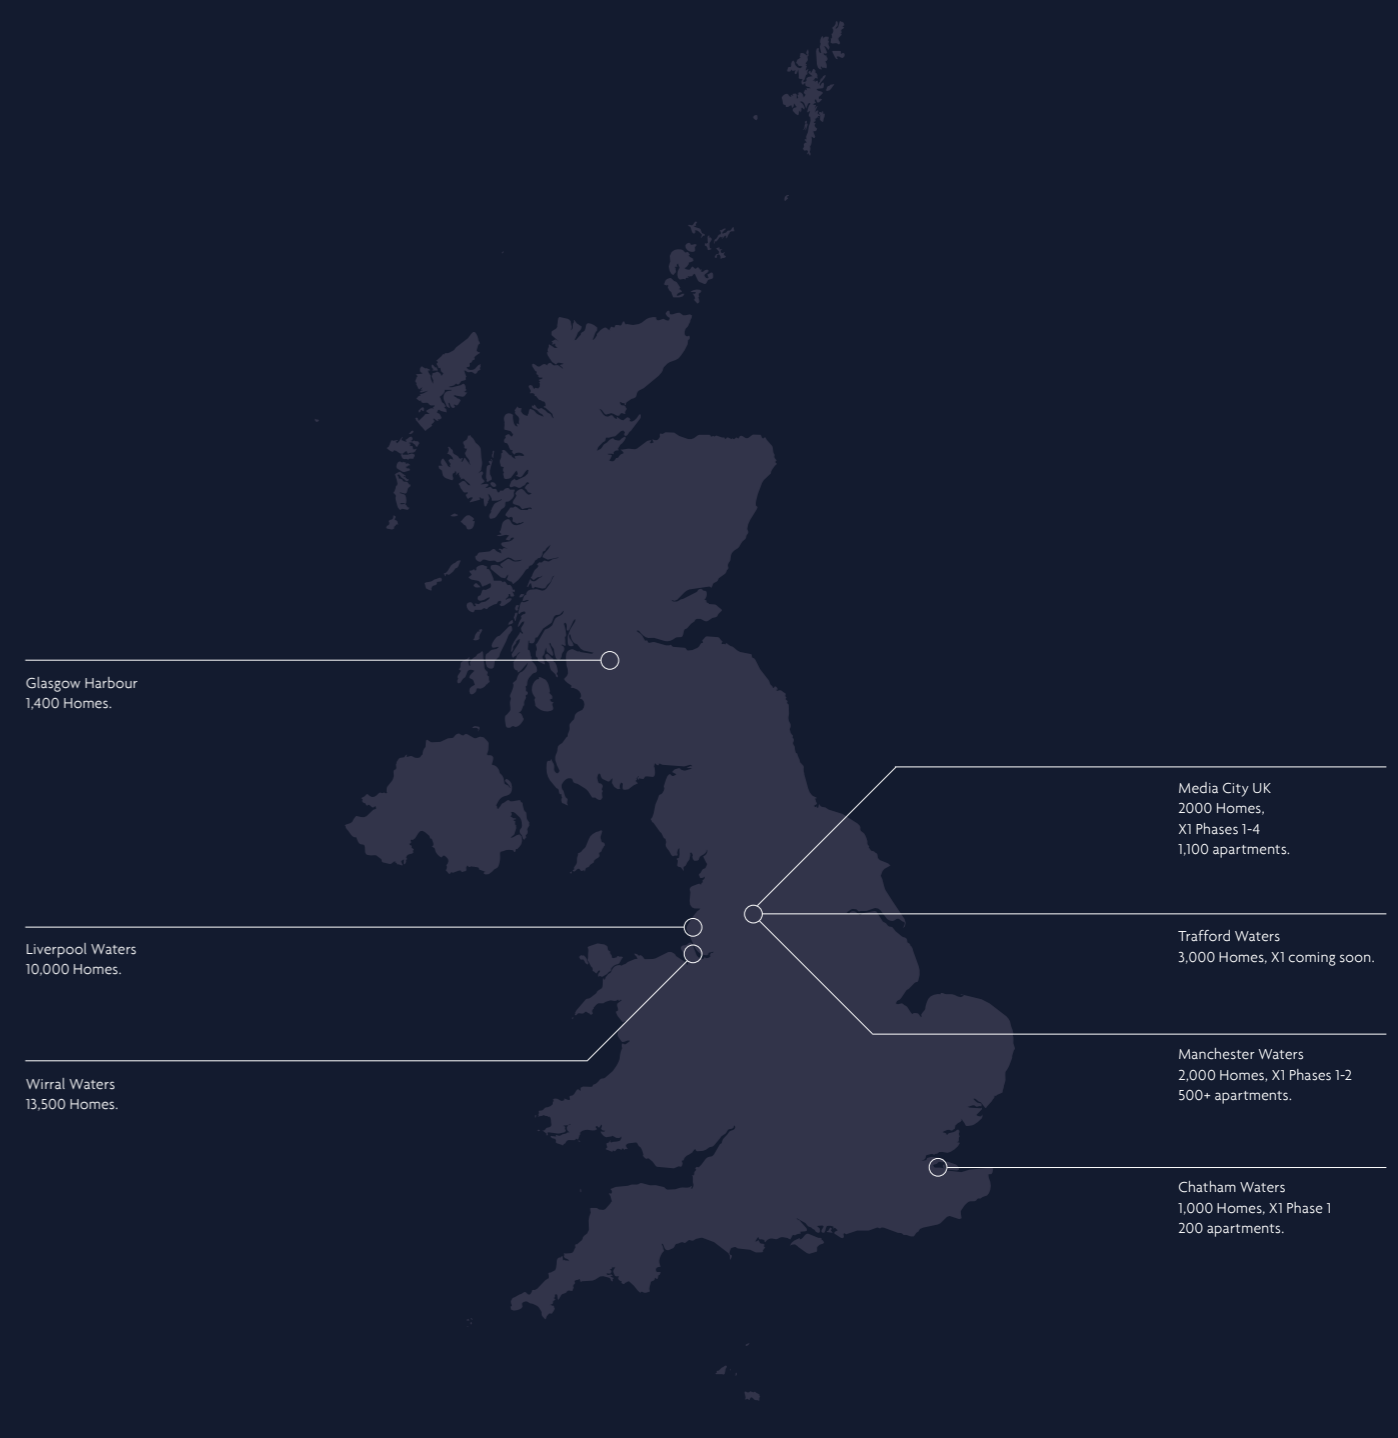 Glasgow Harbour
1,400 Homes.
Liverpool Waters
10,000 Homes.
Wirral Waters
13,500 Homes.
Media City UK
2000 Homes,
X1 Phases 1-4
1,100 apartments.
Trafford Waters
3,000 Homes, X1 coming soon.
Manchester Waters
2,000 Homes, X1 Phases 1-2
500+ apartments.
Chatham Waters
1,000 Homes, X1 Phase 1
200 apartments.